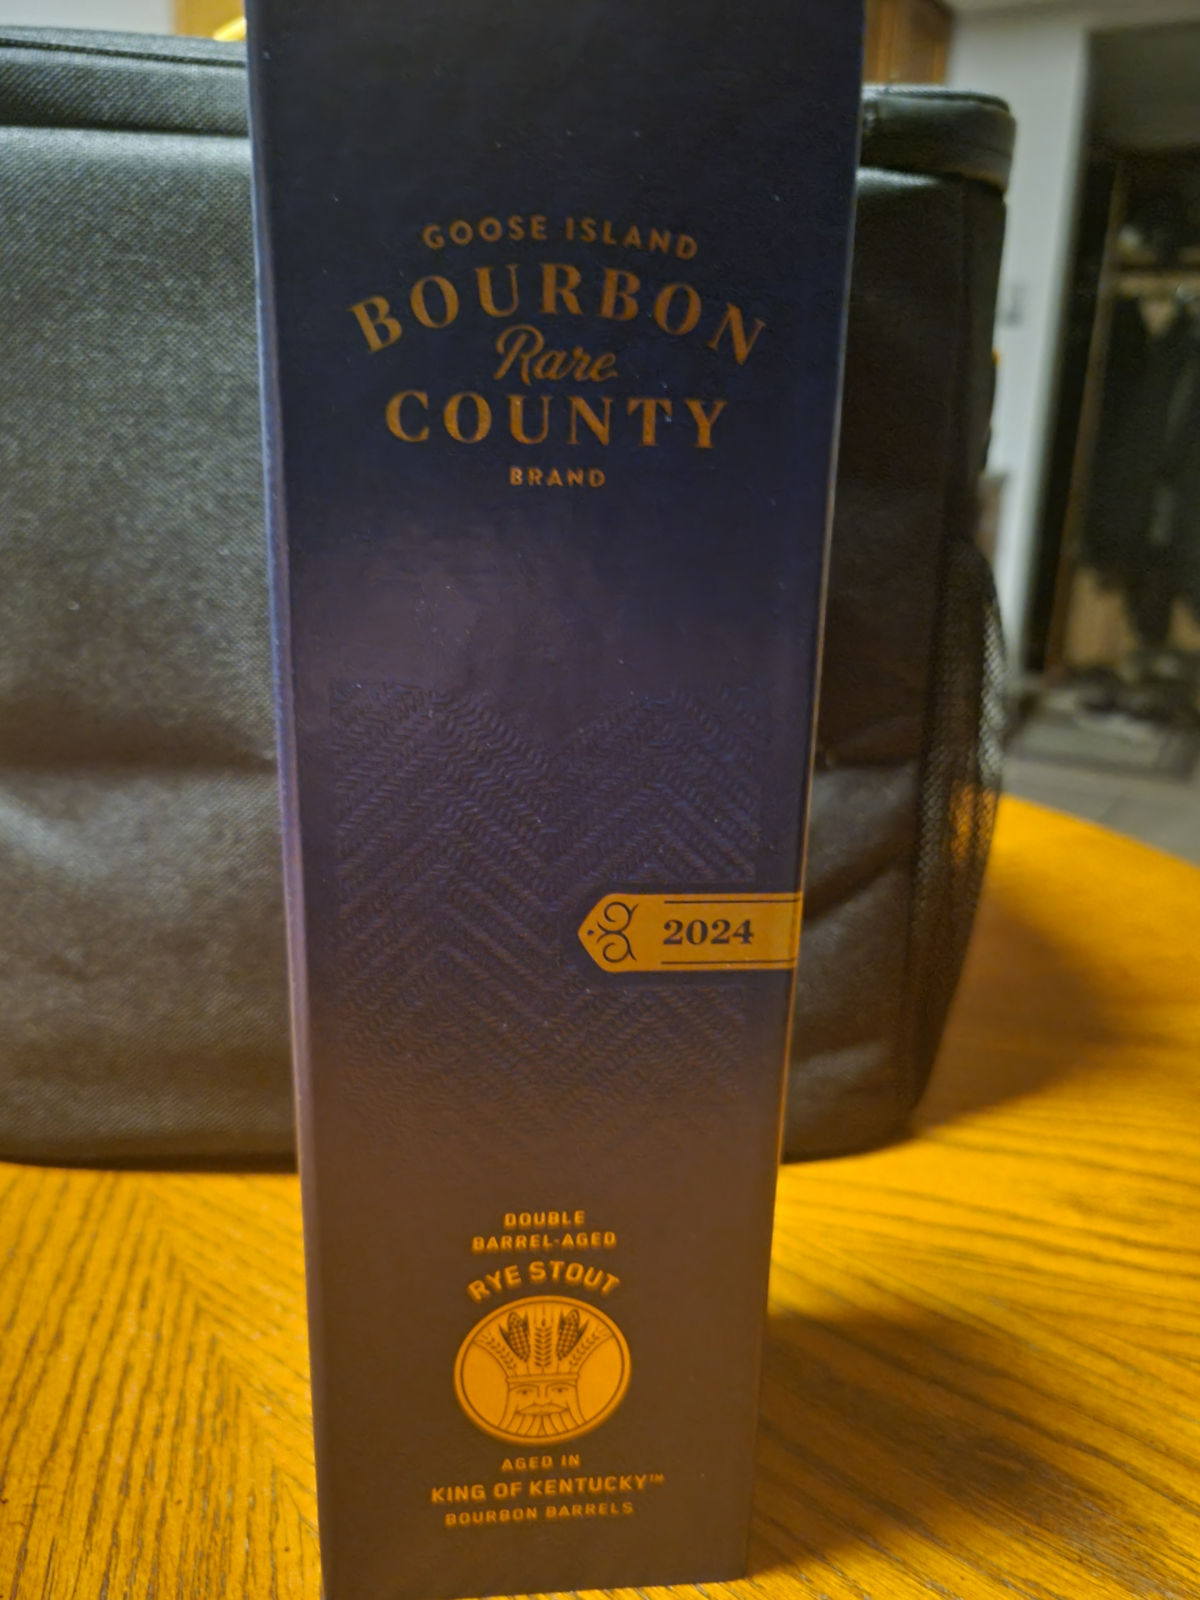 GOOSE ISLAND
BOURBON
Rare
COUNTY
BRAND
2024
DOUBLE
BARREL-AGED
RYE STOUT
AGED IN
KING OF KENTUCKY™
BOURBON BARRELS